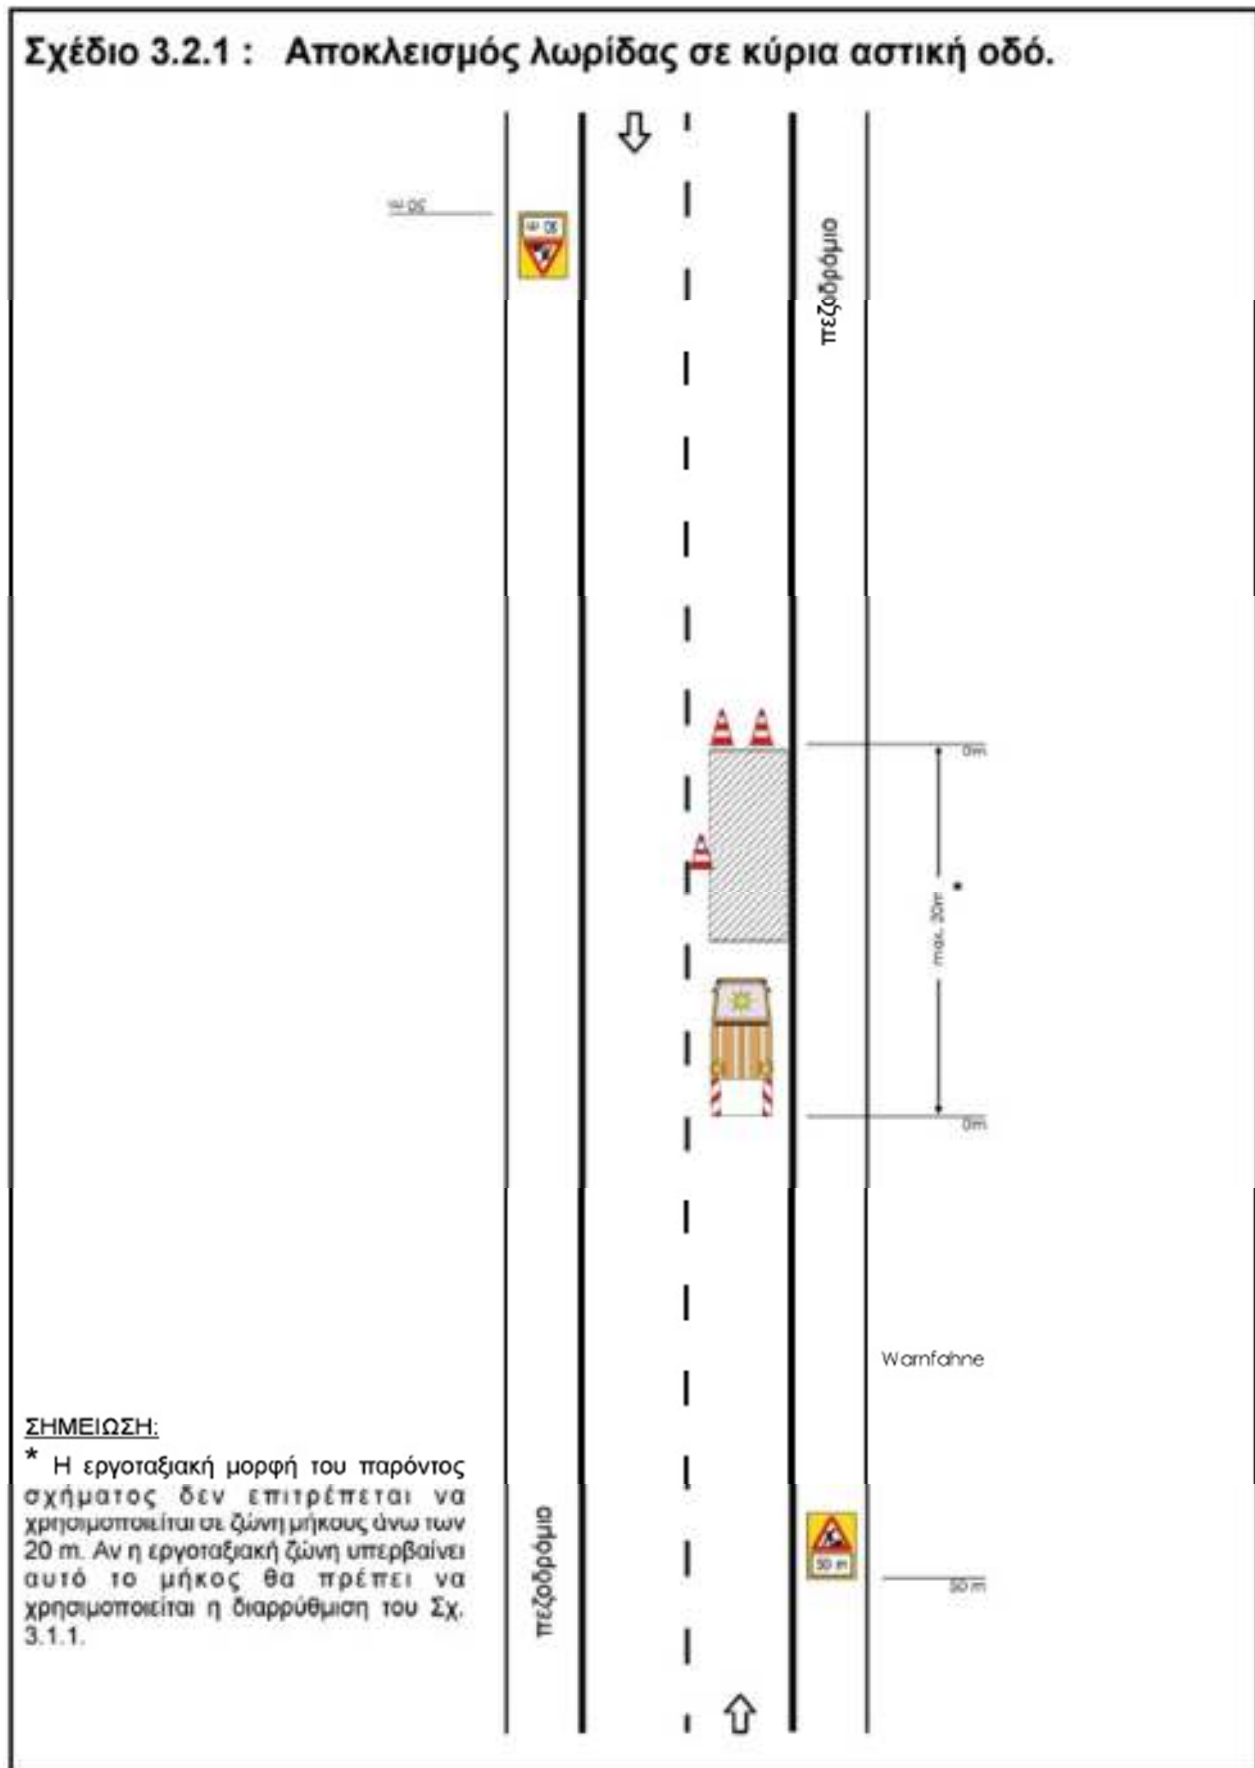 Σχέδιο 3.2.1 : Αποκλεισμός λωρίδας σε κύρια αστική οδό.
50 m
50 m
πεζοδρόμιο
0m
max. 20m
*
0m
Warnfahne
ΣΗΜΕΙΩΣΗ:
* Η εργοταξιακή μορφή του παρόντος
σχήματος δεν επιτρέπεται να
χρησιμοποιείται σε ζώνη μήκους άνω των
20 m. Αν η εργοταξιακή ζώνη υπερβαίνει
αυτό το μήκος θα πρέπει να
χρησιμοποιείται η διαρρύθμιση του Σχ.
3.1.1.
πεζοδρόμιο
50 m
50 m